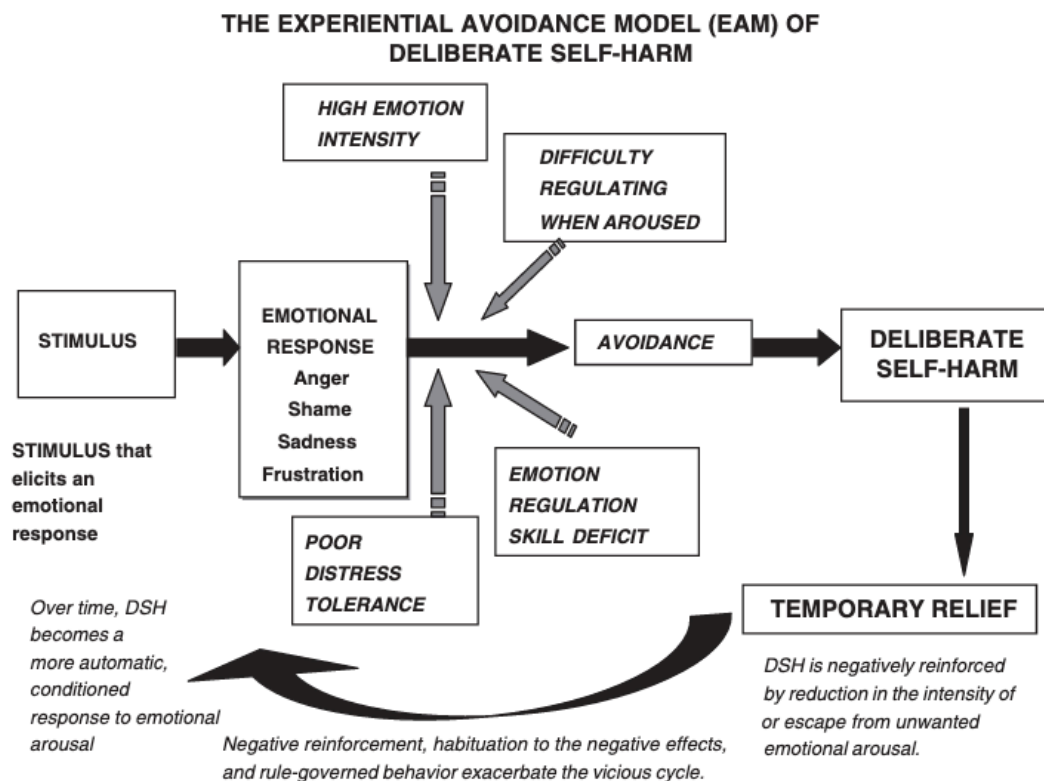 THE EXPERIENTIAL AVOIDANCE MODEL (EAM) OF
DELIBERATE SELF-HARM
HIGH EMOTION
INTENSITY
DIFFICULTY
REGULATING
WHEN AROUSED
STIMULUS
EMOTIONAL
RESPONSE
Anger
Shame
Sadness
Frustration
AVOIDANCE
DELIBERATE
SELF-HARM
STIMULUS that
elicits an
emotional
response
POOR
DISTRESS
TOLERANCE
EMOTION
REGULATION
SKILL DEFICIT
TEMPORARY RELIEF
DSH is negatively reinforced
by reduction in the intensity of
or escape from unwanted
emotional arousal.
Over time, DSH
becomes a
more automatic,
conditioned
response to emotional
arousal
Negative reinforcement, habituation to the negative effects,
and rule-governed behavior exacerbate the vicious cycle.